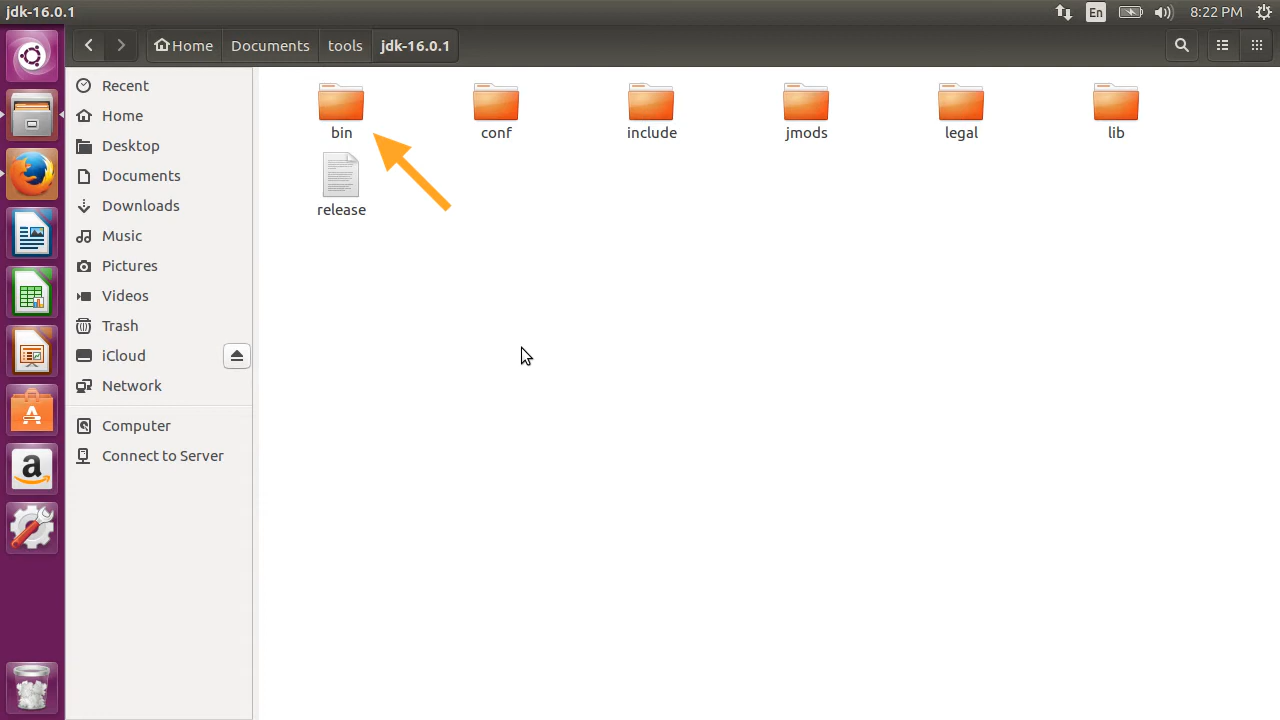 jdk-16.0.1
En
8:22 PM
Home
Documents
tools
jdk-16.0.1
Recent
Home
Desktop
Documents
Downloads
Music
Pictures
Videos
Trash
iCloud
Network
Computer
Connect to Server
bin
conf
include
jmods
legal
lib
release